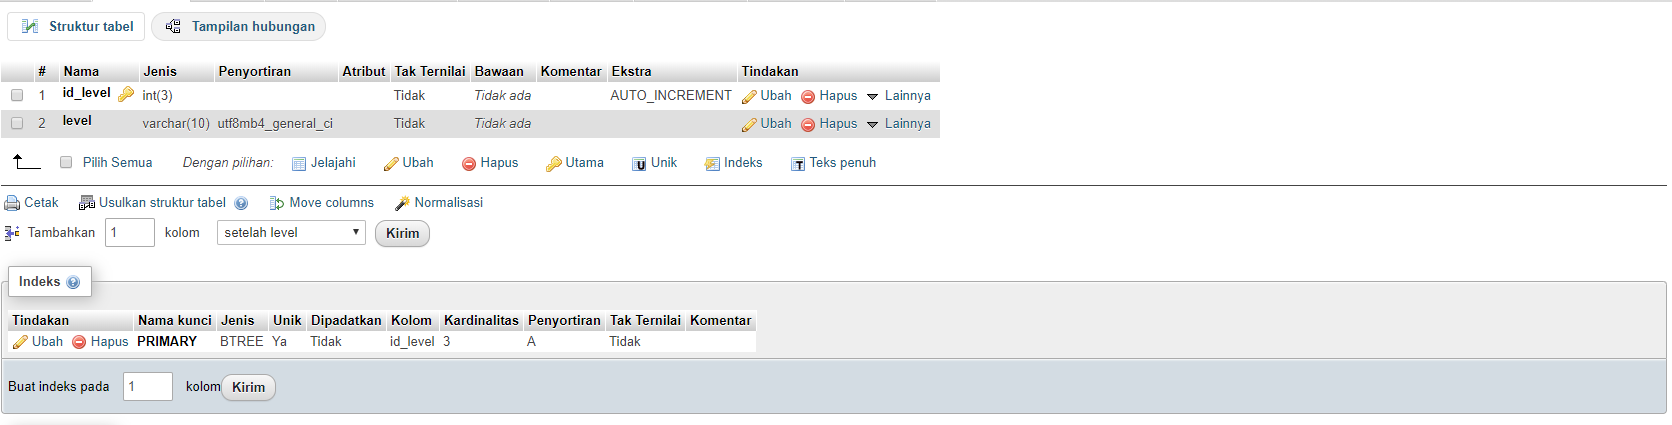 Struktur tabel Tampilan hubungan
# Nama Jenis Penyortiran Atribut Tak Ternilai Bawaan Komentar Ekstra Tindakan
1 id_level int(3) Tidak Tidak ada AUTO_INCREMENT Ubah Hapus Lainnya
2 level varchar(10) utf8mb4_general_ci Tidak Tidak ada Ubah Hapus Lainnya
Pilih Semua Dengan pilihan: Jelajahi Ubah Hapus Utama Unik Indeks Teks penuh
Cetak Usulkan struktur tabel Move columns Normalisasi
Tambahkan 1 kolom setelah level Kirim
Indeks
Tindakan Nama kunci Jenis Unik Dipadatkan Kolom Kardinalitas Penyortiran Tak Ternilai Komentar
Ubah Hapus PRIMARY BTREE Ya Tidak id_level 3 A Tidak
Buat indeks pada 1 kolom Kirim